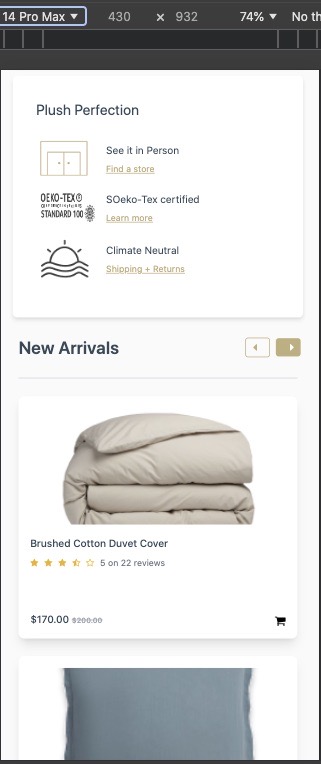 14 Pro Max ▼ 430 × 932 74% ▼ No th
Plush Perfection
See it in Person
Find a store
OEKO-TEX®
STANDARD 100
SOeko-Tex certified
Learn more
Climate Neutral
Shipping + Returns
New Arrivals
Brushed Cotton Duvet Cover
5 on 22 reviews
$170.00 $200.00